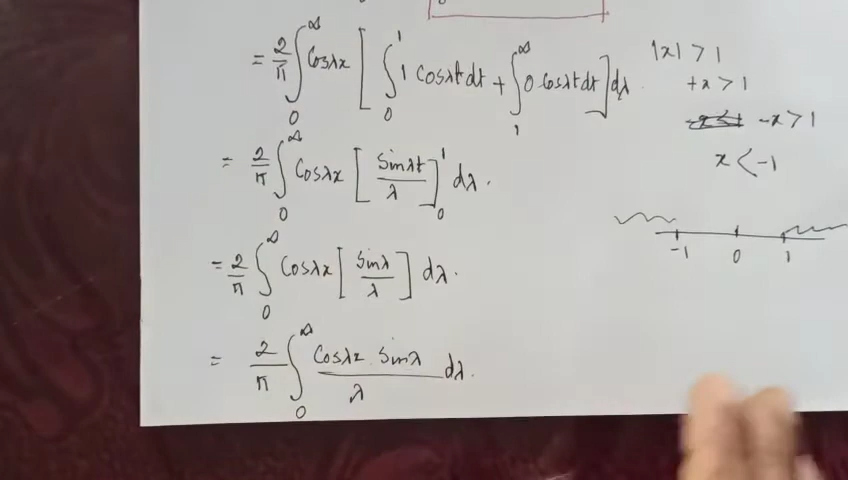 = 2/π ∫₀^∞ Cosλx [ ∫₀¹ 1 cosλt dt + ∫₁^∞ 0 cosλt dt ] dλ.
= 2/π ∫₀^∞ Cosλx [ Sinλt/λ ]₀¹ dλ.
= 2/π ∫₀^∞ Cosλx [ Sinλ/λ ] dλ.
= 2/π ∫₀^∞ Cosλx Sinλ/λ dλ.
|x| > 1
+x > 1
-x > 1
x < -1
-1 0 1